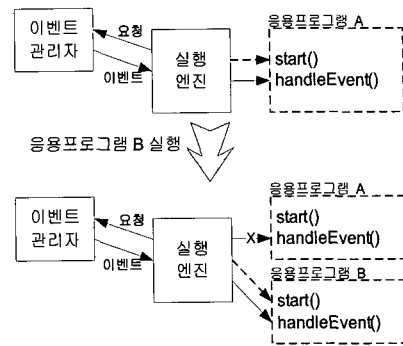 응용프로그램 A
이벤트
관리자
요청
이벤트
실행
엔진
start()
handleEvent()
응용프로그램 B 실행
응용프로그램 A
이벤트
관리자
요청
이벤트
실행
엔진
X
start()
handleEvent()
응용프로그램 B
start()
handleEvent()